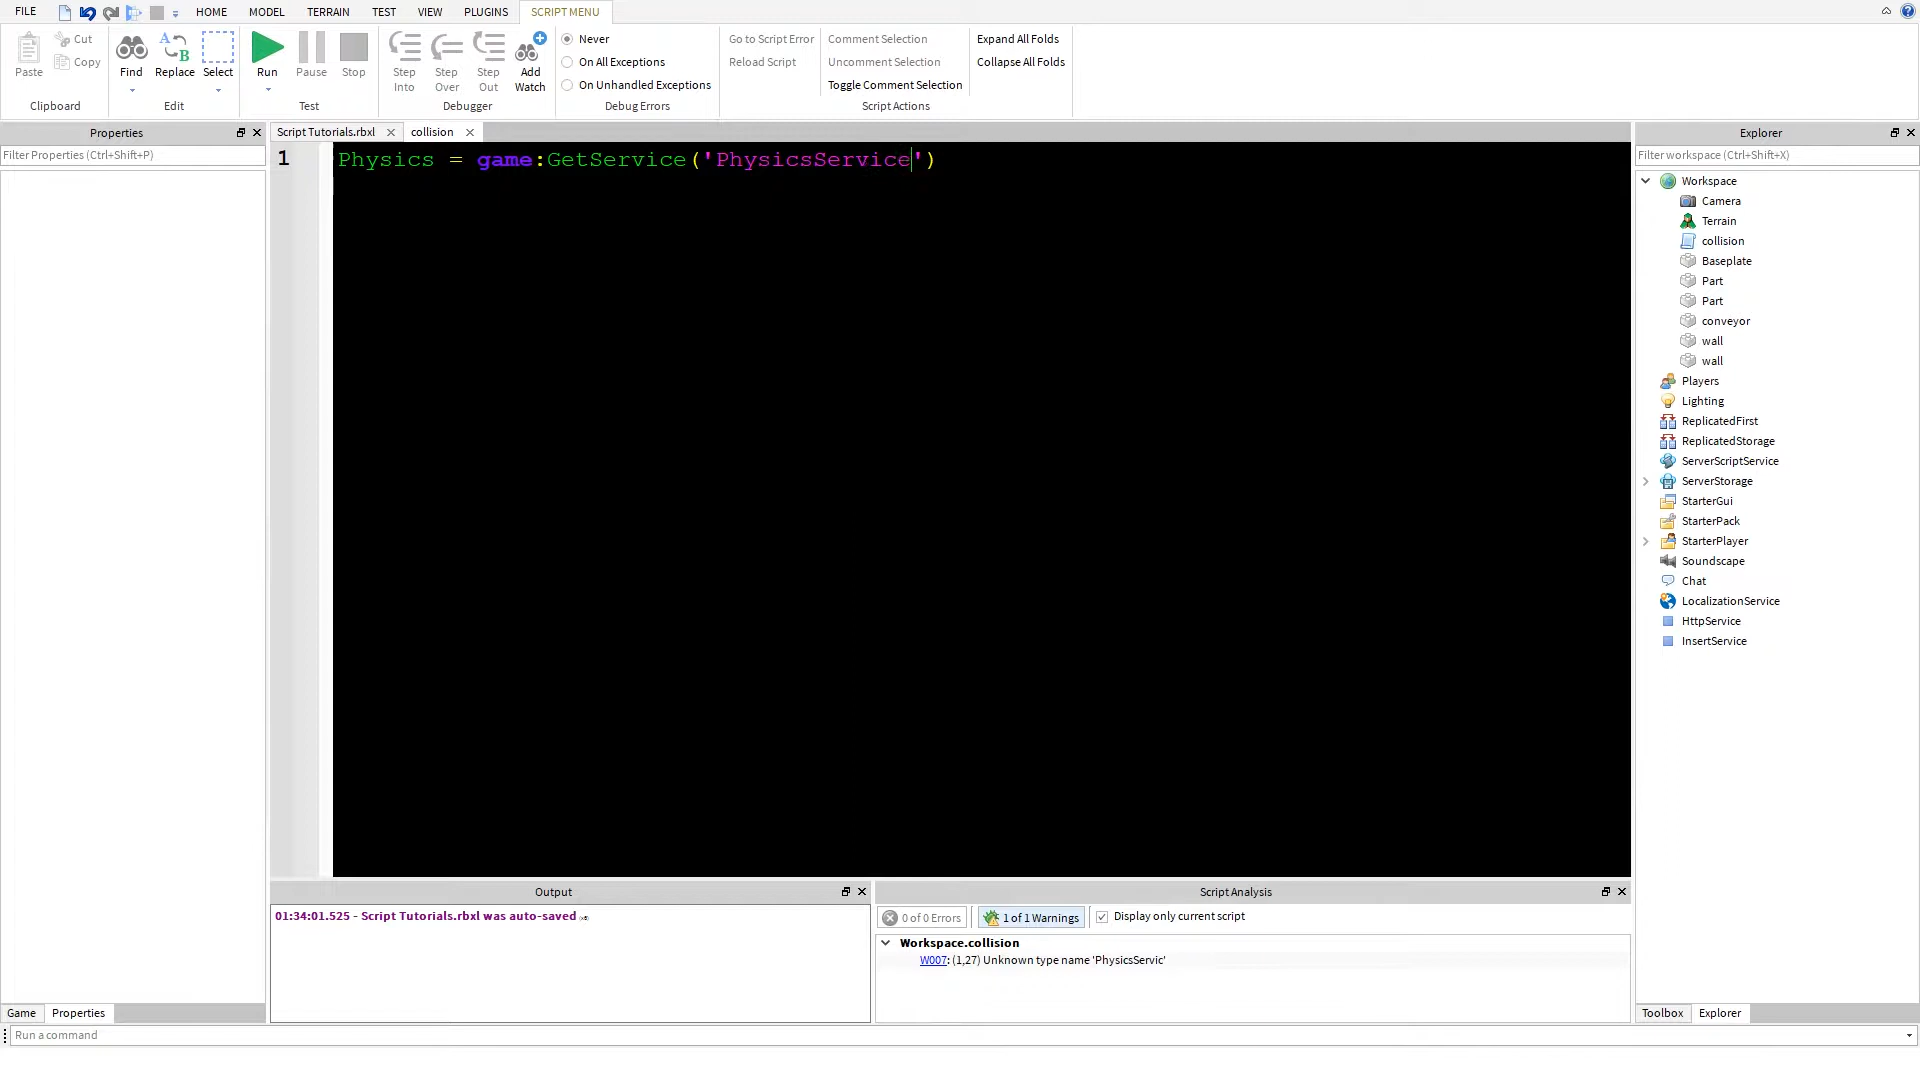 FILE
HOME
MODEL
TERRAIN
TEST
VIEW
PLUGINS
SCRIPT MENU
Paste
Cut
Copy
Clipboard
Find
Replace
Select
Edit
Run
Pause
Stop
Test
Step Into
Step Over
Step Out
Add Watch
Debugger
Never
On All Exceptions
On Unhandled Exceptions
Debug Errors
Go to Script Error
Reload Script
Comment Selection
Uncomment Selection
Toggle Comment Selection
Script Actions
Expand All Folds
Collapse All Folds
Properties
Filter Properties (Ctrl+Shift+P)
Script Tutorials.rbxl
collision
1
Physics = game:GetService('PhysicsService')
Explorer
Filter workspace (Ctrl+Shift+X)
Workspace
Camera
Terrain
collision
Baseplate
Part
Part
conveyor
wall
wall
Players
Lighting
ReplicatedFirst
ReplicatedStorage
ServerScriptService
ServerStorage
StarterGui
StarterPack
StarterPlayer
Soundscape
Chat
LocalizationService
HttpService
InsertService
Output
01:34:01.525 - Script Tutorials.rbxl was auto-saved (x8)
Script Analysis
0 of 0 Errors
1 of 1 Warnings
Display only current script
Workspace.collision
W007: (1,27) Unknown type name 'PhysicsServic'
Game
Properties
Toolbox
Explorer
Run a command